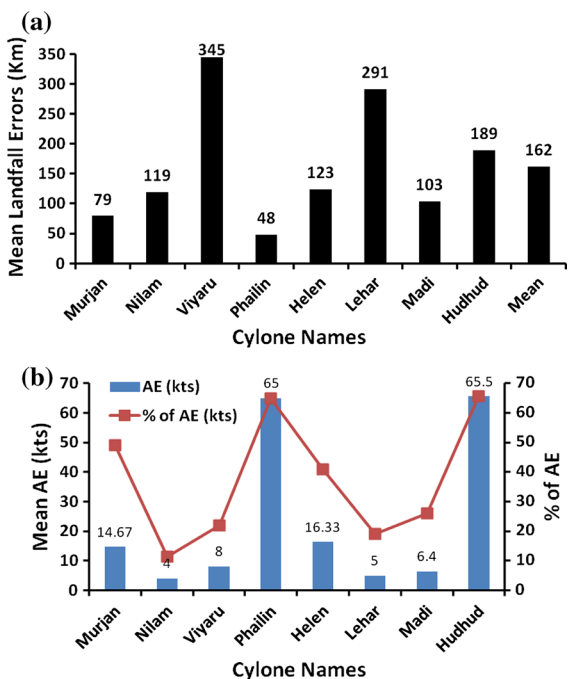 (a)
Mean Landfall Errors (Km)
350
300
250
200
150
100
50
0
79
119
345
48
123
291
103
189
162
Murjan
Nilam
Viyaru
Phailin
Helen
Lehar
Madi
Hudhud
Mean
Cylone Names
(b)
Mean AE (kts)
70
60
50
40
30
20
10
0
AE (kts)
% of AE (kts)
14.67
4
8
65
16.33
5
6.4
65.5
70
60
50
40
30
20
10
0
% of AE
Murjan
Nilam
Viyaru
Phailin
Helen
Lehar
Madi
Hudhud
Cylone Names